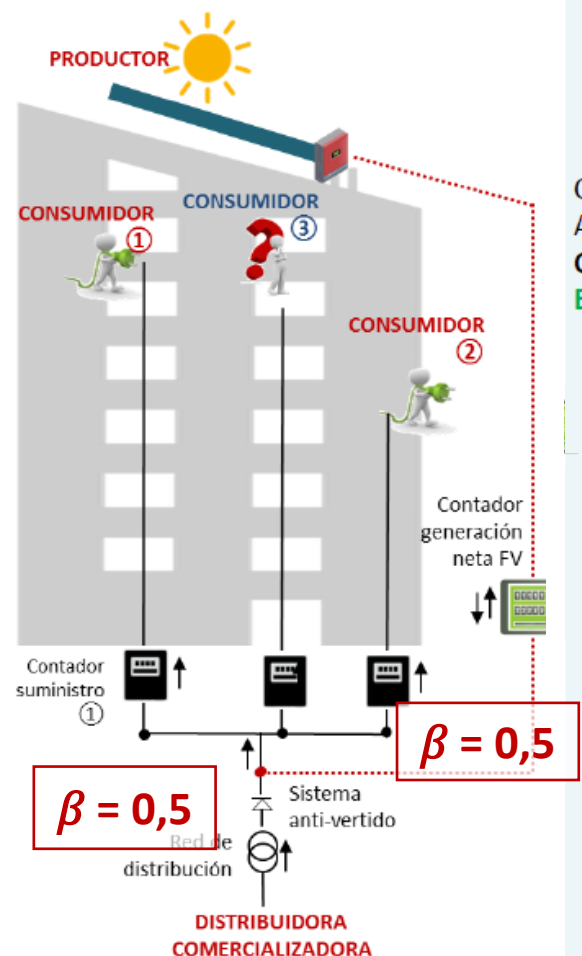 PRODUCTOR
CONSUMIDOR
①
CONSUMIDOR
③
CONSUMIDOR
②
Contador
generación
neta FV
Contador
suministro
①
β = 0,5
β = 0,5
Sistema
anti-vertido
Red de
distribución
DISTRIBUIDORA
COMERCIALIZADORA